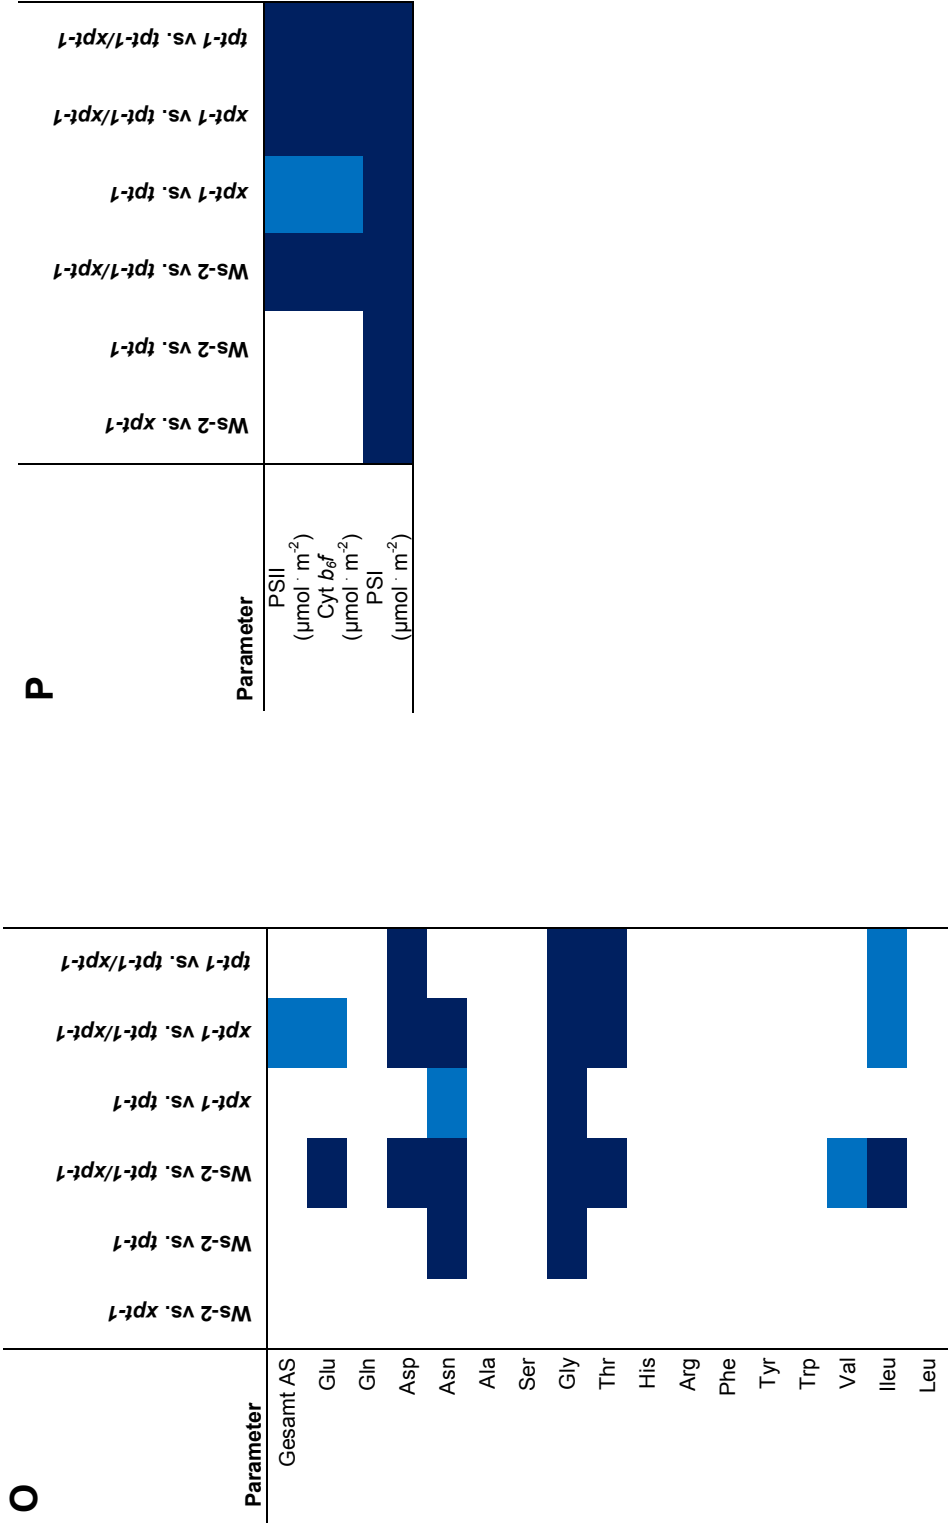 O
Parameter
Ws-2 vs. xpt-1
Ws-2 vs. tpt-1
Ws-2 vs. tpt-1/xpt-1
xpt-1 vs. tpt-1
xpt-1 vs. tpt-1/xpt-1
tpt-1 vs. tpt-1/xpt-1
Gesamt AS
Glu
Gln
Asp
Asn
Ala
Ser
Gly
Thr
His
Arg
Phe
Tyr
Trp
Val
Ileu
Leu
P
Parameter
Ws-2 vs. xpt-1
Ws-2 vs. tpt-1
Ws-2 vs. tpt-1/xpt-1
xpt-1 vs. tpt-1
xpt-1 vs. tpt-1/xpt-1
tpt-1 vs. tpt-1/xpt-1
PSII
(µmol · m⁻²)
Cyt b₆f
(µmol · m⁻²)
PSI
(µmol · m⁻²)